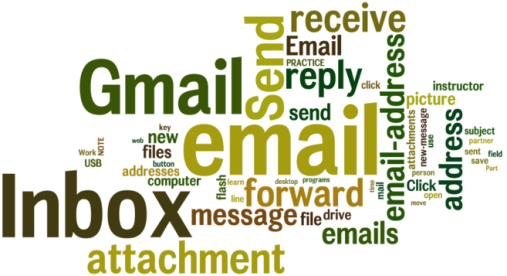 receive
Send
Email
PRACTICE
reply
click
email-address
Gmail
send
instructor
picture
attachments
new-message
use
address
subject
partner
sent
field
save
Part
key
web
new
email
Work
NOTE
files
USB
button
addresses
computer
flash
learn
line
desktop
programs
forward
time
mail
person
Click
open
move
Inbox
message
file
drive
emails
attachment